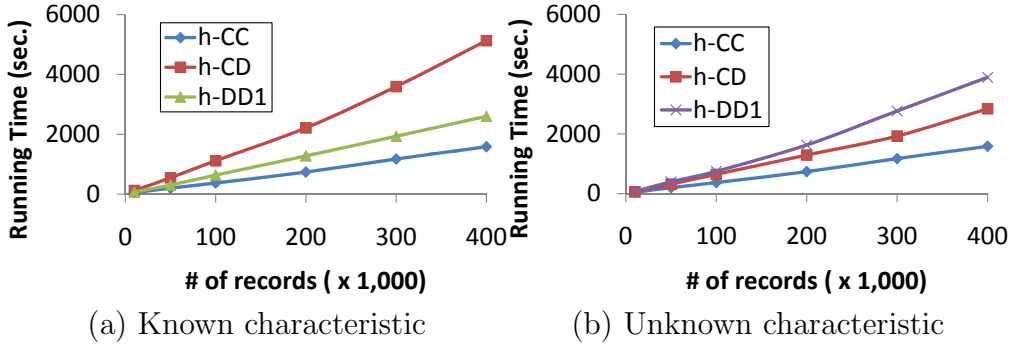 6000
4000
2000
0
Running Time (sec.)
h-CC
h-CD
h-DD1
0 100 200 300 400
# of records ( x 1,000)
(a) Known characteristic
6000
4000
2000
0
Running Time (sec.)
h-CC
h-CD
h-DD1
0 100 200 300 400
# of records ( x 1,000)
(b) Unknown characteristic